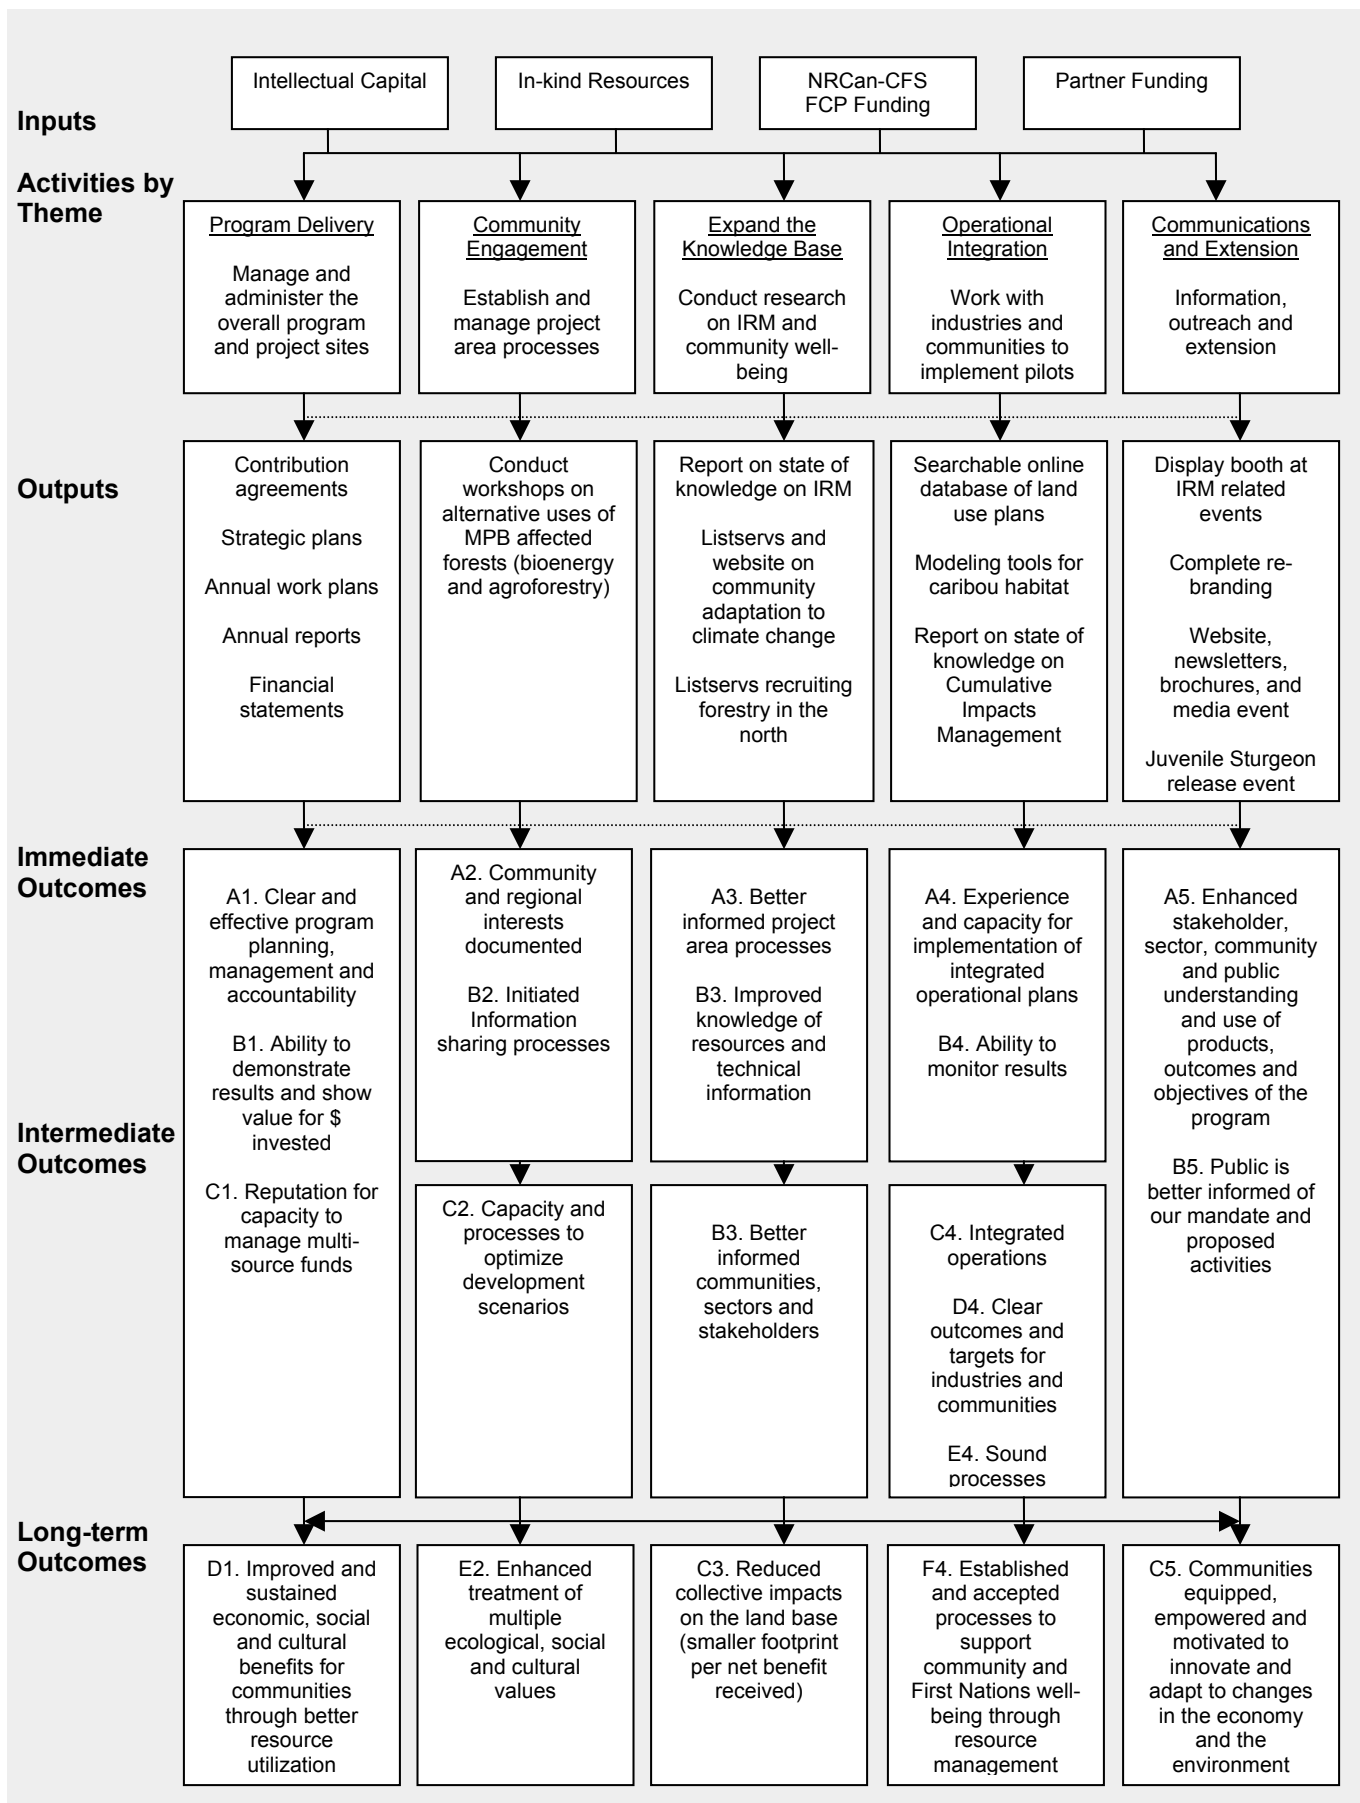 Inputs
Intellectual Capital
In-kind Resources
NRCan-CFS
FCP Funding
Partner Funding
Activities by
Theme
Program Delivery
Manage and
administer the
overall program
and project sites
Community
Engagement
Establish and
manage project
area processes
Expand the
Knowledge Base
Conduct research
on IRM and
community well-
being
Operational
Integration
Work with
industries and
communities to
implement pilots
Communications
and Extension
Information,
outreach and
extension
Outputs
Contribution
agreements
Strategic plans
Annual work plans
Annual reports
Financial
statements
Conduct
workshops on
alternative uses of
MPB affected
forests (bioenergy
and agroforestry)
Report on state of
knowledge on IRM
Listservs and
website on
community
adaptation to
climate change
Listservs recruiting
forestry in the
north
Searchable online
database of land
use plans
Modeling tools for
caribou habitat
Report on state of
knowledge on
Cumulative
Impacts
Management
Display booth at
IRM related
events
Complete re-
branding
Website,
newsletters,
brochures, and
media event
Juvenile Sturgeon
release event
Immediate
Outcomes
A1. Clear and
effective program
planning,
management and
accountability
B1. Ability to
demonstrate
results and show
value for $
invested
C1. Reputation for
capacity to
manage multi-
source funds
A2. Community
and regional
interests
documented
B2. Initiated
Information
sharing processes
A3. Better
informed project
area processes
B3. Improved
knowledge of
resources and
technical
information
A4. Experience
and capacity for
implementation of
integrated
operational plans
B4. Ability to
monitor results
A5. Enhanced
stakeholder,
sector, community
and public
understanding
and use of
products,
outcomes and
objectives of the
program
B5. Public is
better informed of
our mandate and
proposed
activities
Intermediate
Outcomes
C2. Capacity and
processes to
optimize
development
scenarios
B3. Better
informed
communities,
sectors and
stakeholders
C4. Integrated
operations
D4. Clear
outcomes and
targets for
industries and
communities
E4. Sound
processes
Long-term
Outcomes
D1. Improved and
sustained
economic, social
and cultural
benefits for
communities
through better
resource
utilization
E2. Enhanced
treatment of
multiple
ecological, social
and cultural
values
C3. Reduced
collective impacts
on the land base
(smaller footprint
per net benefit
received)
F4. Established
and accepted
processes to
support
community and
First Nations well-
being through
resource
management
C5. Communities
equipped,
empowered and
motivated to
innovate and
adapt to changes
in the economy
and the
environment